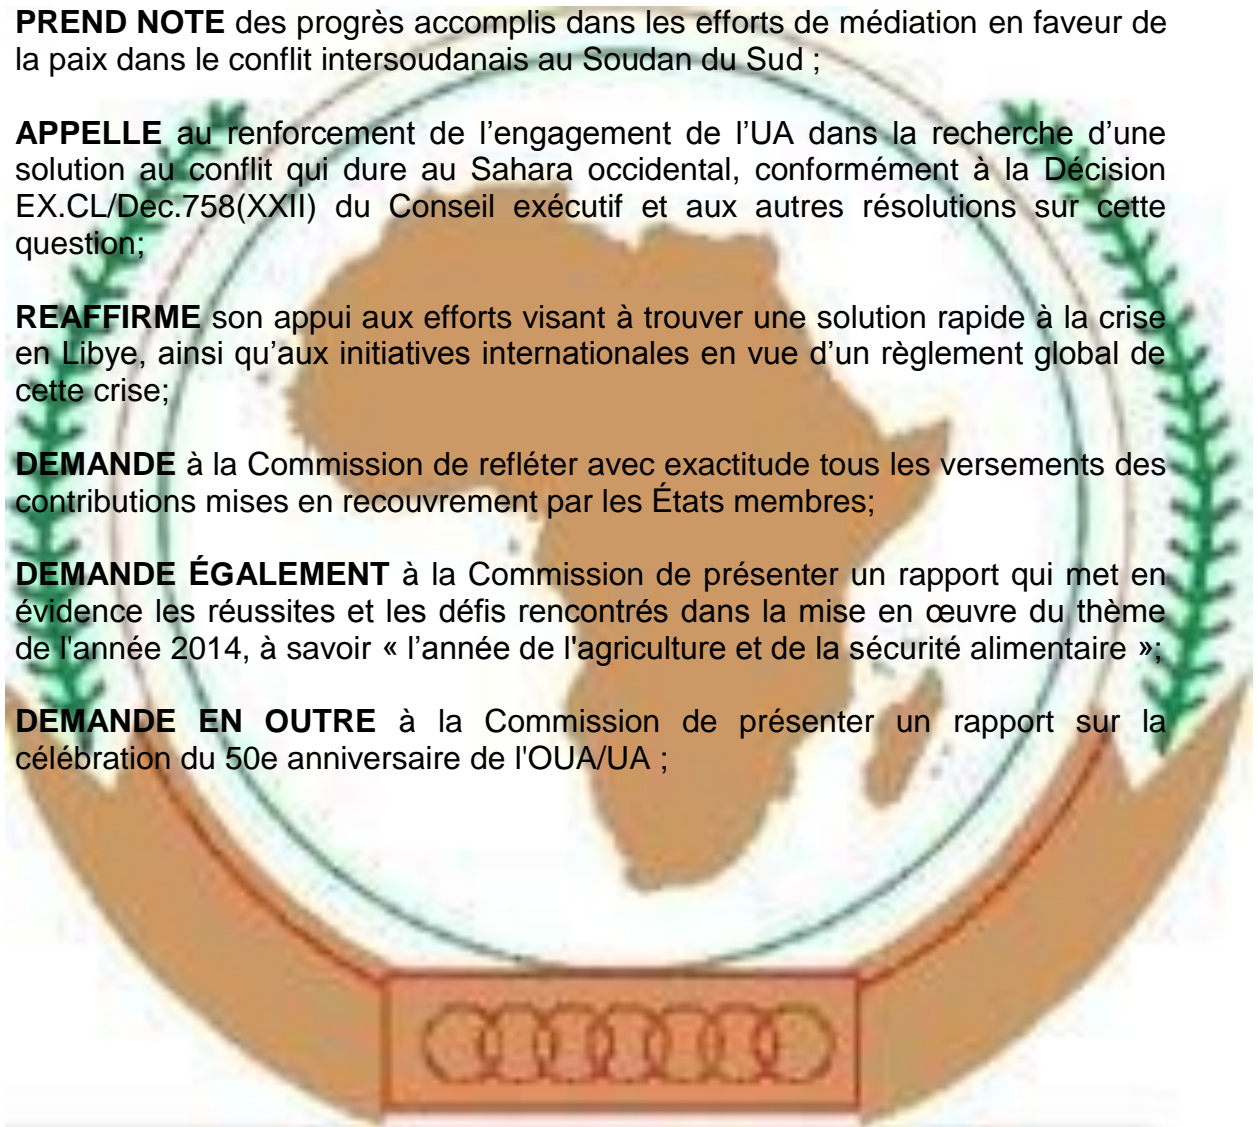 PREND NOTE des progrès accomplis dans les efforts de médiation en faveur de
la paix dans le conflit intersoudanais au Soudan du Sud ;
APPELLE au renforcement de l’engagement de l’UA dans la recherche d’une
solution au conflit qui dure au Sahara occidental, conformément à la Décision
EX.CL/Dec.758(XXII) du Conseil exécutif et aux autres résolutions sur cette
question;
REAFFIRME son appui aux efforts visant à trouver une solution rapide à la crise
en Libye, ainsi qu’aux initiatives internationales en vue d’un règlement global de
cette crise;
DEMANDE à la Commission de refléter avec exactitude tous les versements des
contributions mises en recouvrement par les États membres;
DEMANDE ÉGALEMENT à la Commission de présenter un rapport qui met en
évidence les réussites et les défis rencontrés dans la mise en œuvre du thème
de l'année 2014, à savoir « l’année de l'agriculture et de la sécurité alimentaire »;
DEMANDE EN OUTRE à la Commission de présenter un rapport sur la
célébration du 50e anniversaire de l'OUA/UA ;